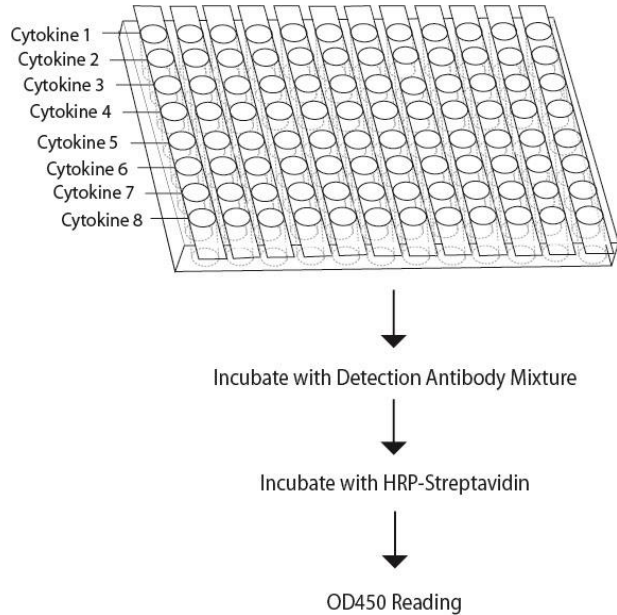 Cytokine 1
Cytokine 2
Cytokine 3
Cytokine 4
Cytokine 5
Cytokine 6
Cytokine 7
Cytokine 8
Incubate with Detection Antibody Mixture
Incubate with HRP-Streptavidin
OD450 Reading